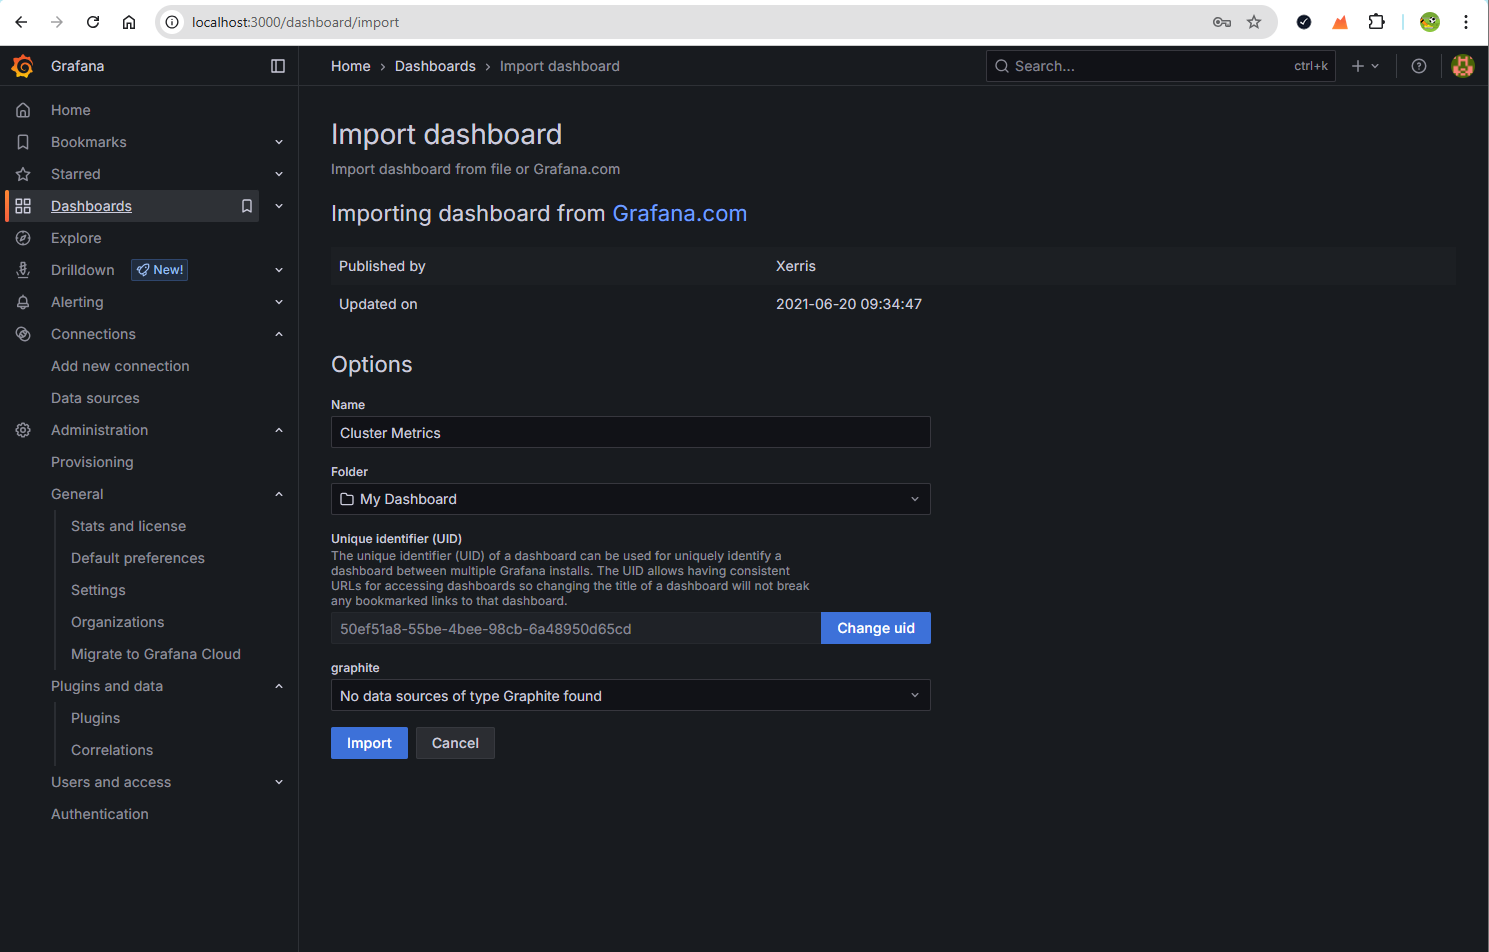 localhost:3000/dashboard/import
Grafana
Home › Dashboards › Import dashboard
Search... ctrl+k
Home
Bookmarks
Starred
Dashboards
Explore
Drilldown New!
Alerting
Connections
Add new connection
Data sources
Administration
Provisioning
General
Stats and license
Default preferences
Settings
Organizations
Migrate to Grafana Cloud
Plugins and data
Plugins
Correlations
Users and access
Authentication
Import dashboard
Import dashboard from file or Grafana.com
Importing dashboard from Grafana.com
Published by Xerris
Updated on 2021-06-20 09:34:47
Options
Name
Cluster Metrics
Folder
My Dashboard
Unique identifier (UID)
The unique identifier (UID) of a dashboard can be used for uniquely identify a
dashboard between multiple Grafana installs. The UID allows having consistent
URLs for accessing dashboards so changing the title of a dashboard will not break
any bookmarked links to that dashboard.
50ef51a8-55be-4bee-98cb-6a48950d65cd Change uid
graphite
No data sources of type Graphite found
Import Cancel